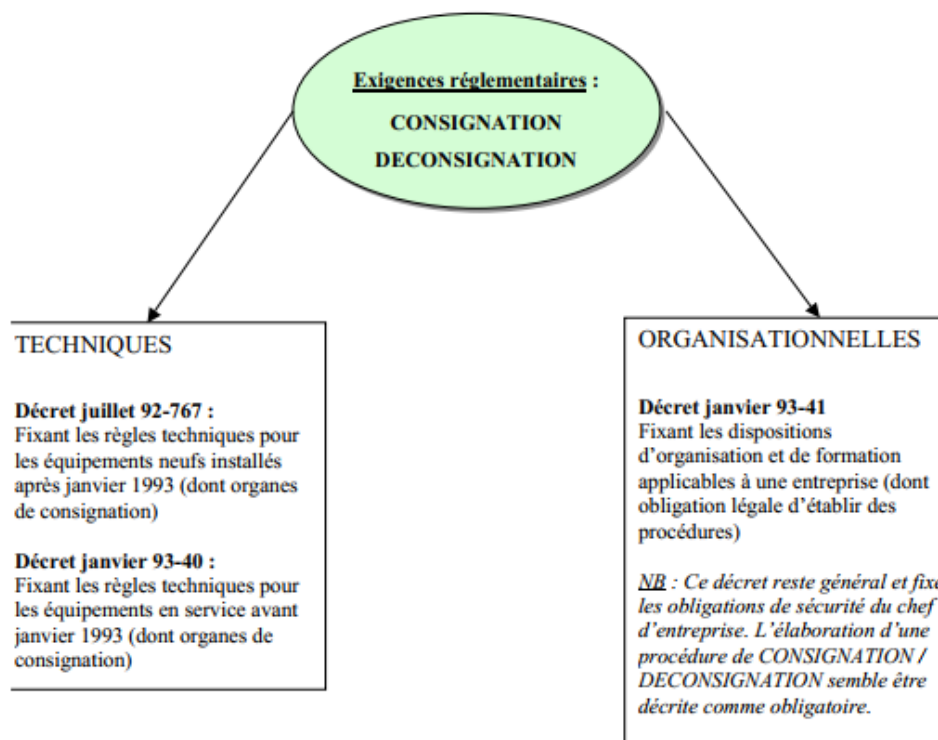 Exigences réglementaires :
CONSIGNATION
DECONSIGNATION
TECHNIQUES
Décret juillet 92-767 :
Fixant les règles techniques pour
les équipements neufs installés
après janvier 1993 (dont organes
de consignation)
Décret janvier 93-40 :
Fixant les règles techniques pour
les équipements en service avant
janvier 1993 (dont organes de
consignation)
ORGANISATIONNELLES
Décret janvier 93-41
Fixant les dispositions
d’organisation et de formation
applicables à une entreprise (dont
obligation légale d’établir des
procédures)
NB : Ce décret reste général et fixe
les obligations de sécurité du chef
d’entreprise. L’élaboration d’une
procédure de CONSIGNATION /
DECONSIGNATION semble être
décrite comme obligatoire.